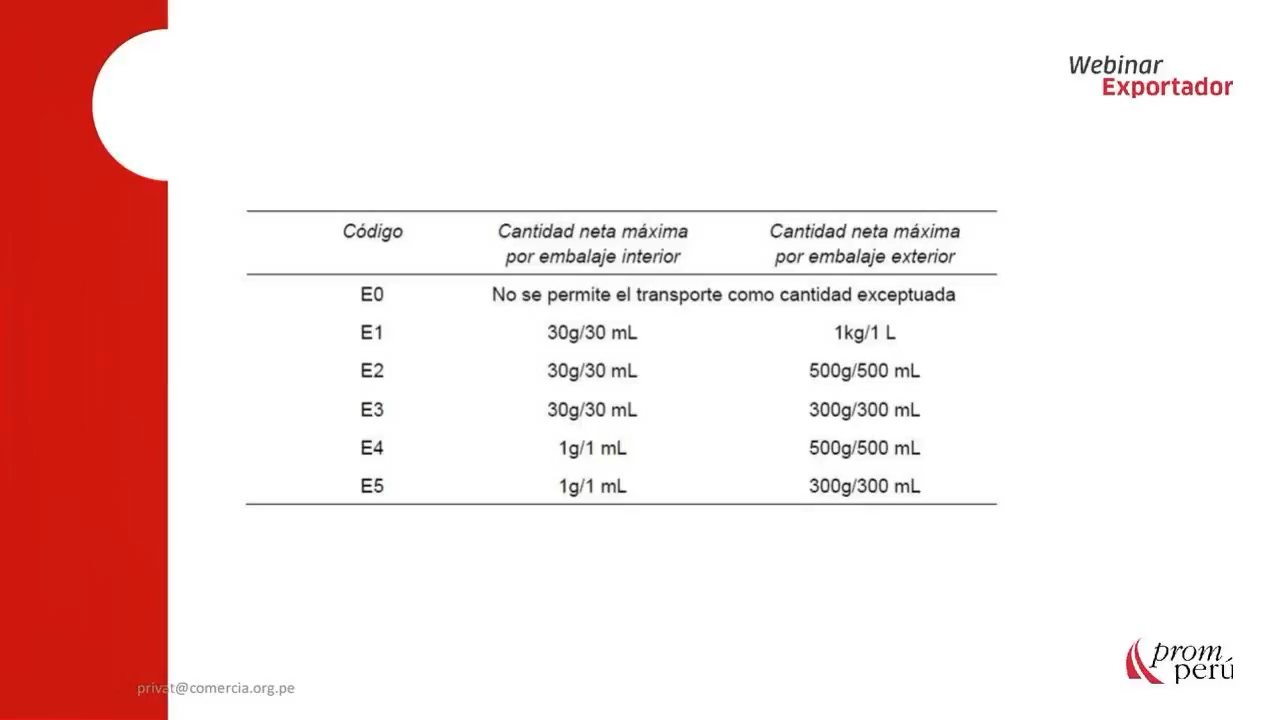 Webinar
Exportador
Código Cantidad neta máxima por embalaje interior Cantidad neta máxima por embalaje exterior
E0 No se permite el transporte como cantidad exceptuada
E1 30g/30 mL 1kg/1 L
E2 30g/30 mL 500g/500 mL
E3 30g/30 mL 300g/300 mL
E4 1g/1 mL 500g/500 mL
E5 1g/1 mL 300g/300 mL
prom
perú
privat@comercia.org.pe